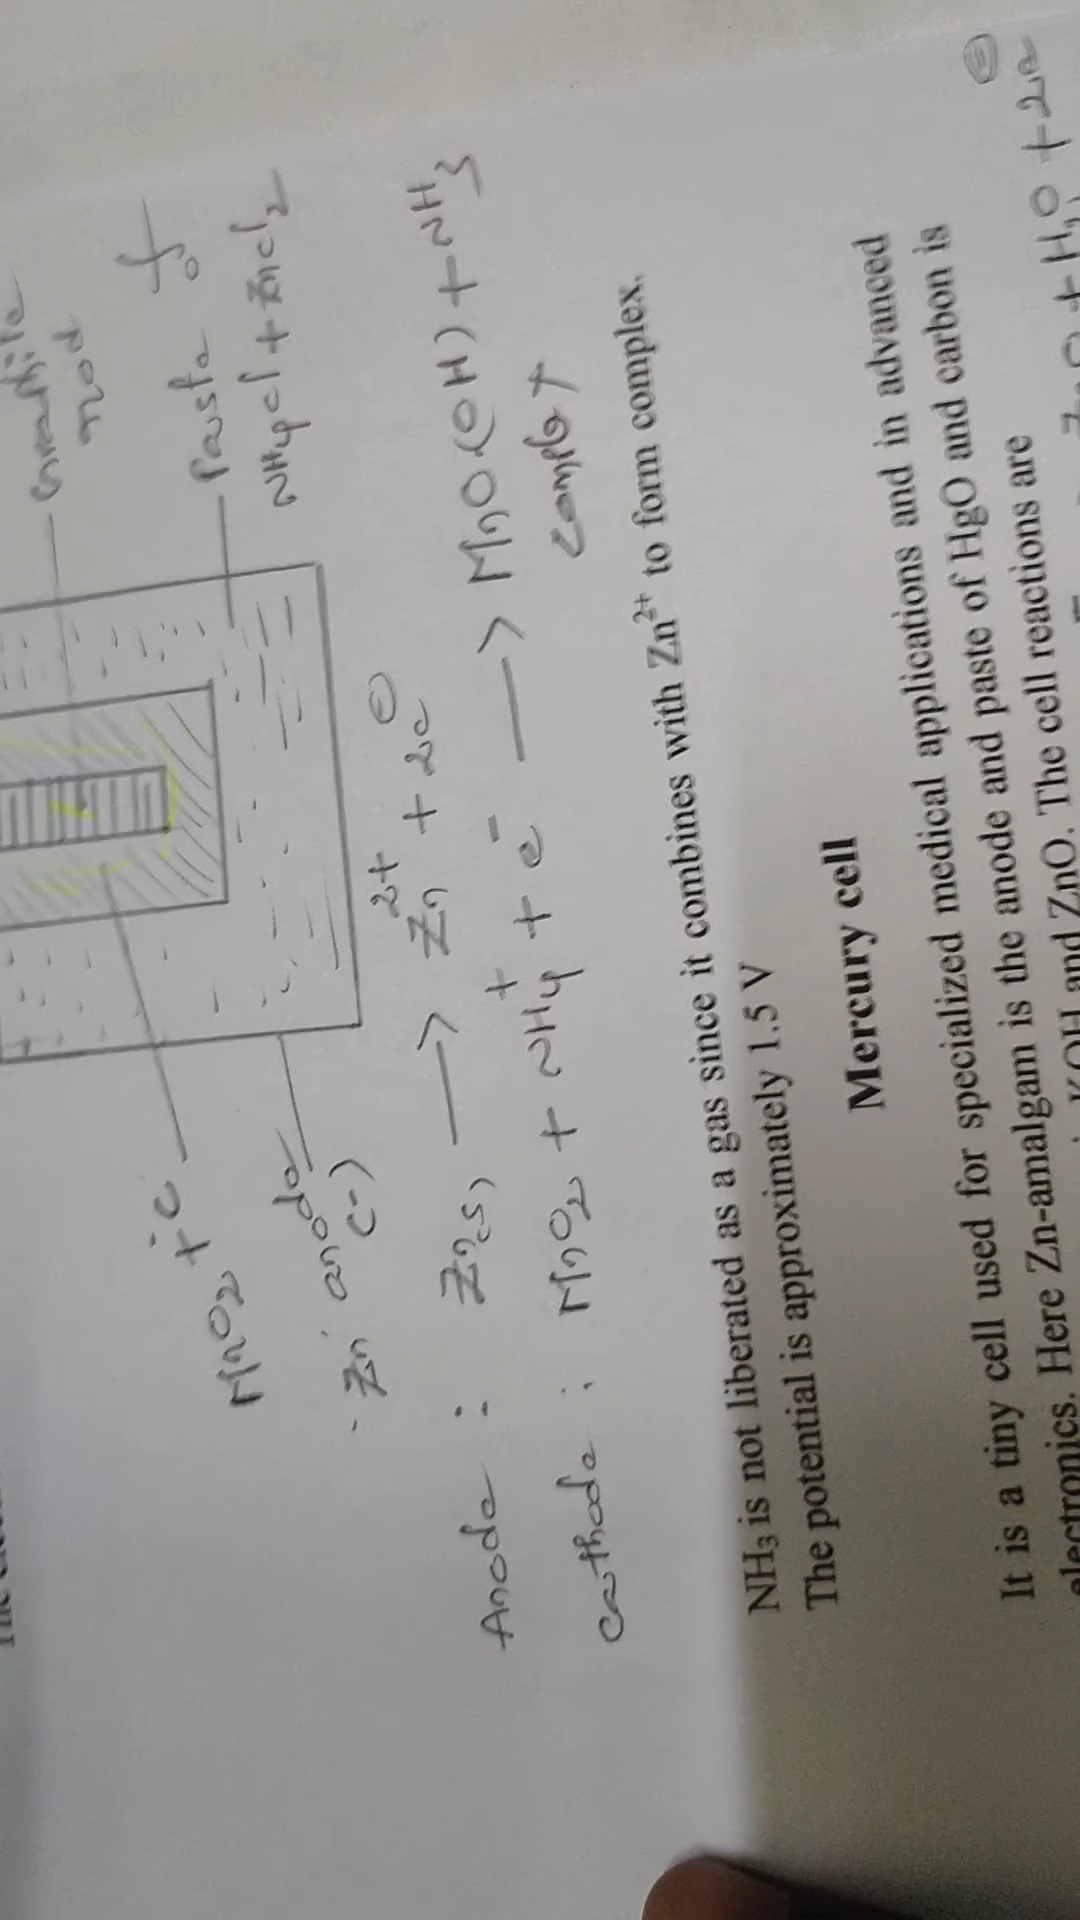 Graphite
rod
Paste of
NH4Cl + ZnCl2
MnO2 + C
Zn anode
(-)
Anode : Zn(s) → Zn2+ + 2e⊖
Cathode : MnO2 + NH4+ + e- → MnO(OH) + NH3
Complex
NH3 is not liberated as a gas since it combines with Zn2+ to form complex.
The potential is approximately 1.5 V
Mercury cell
It is a tiny cell used for specialized medical applications and in advanced
electronics. Here Zn-amalgam is the anode and paste of HgO and carbon is
KOH and ZnO. The cell reactions are
ZnO + H2O + 2e⊖